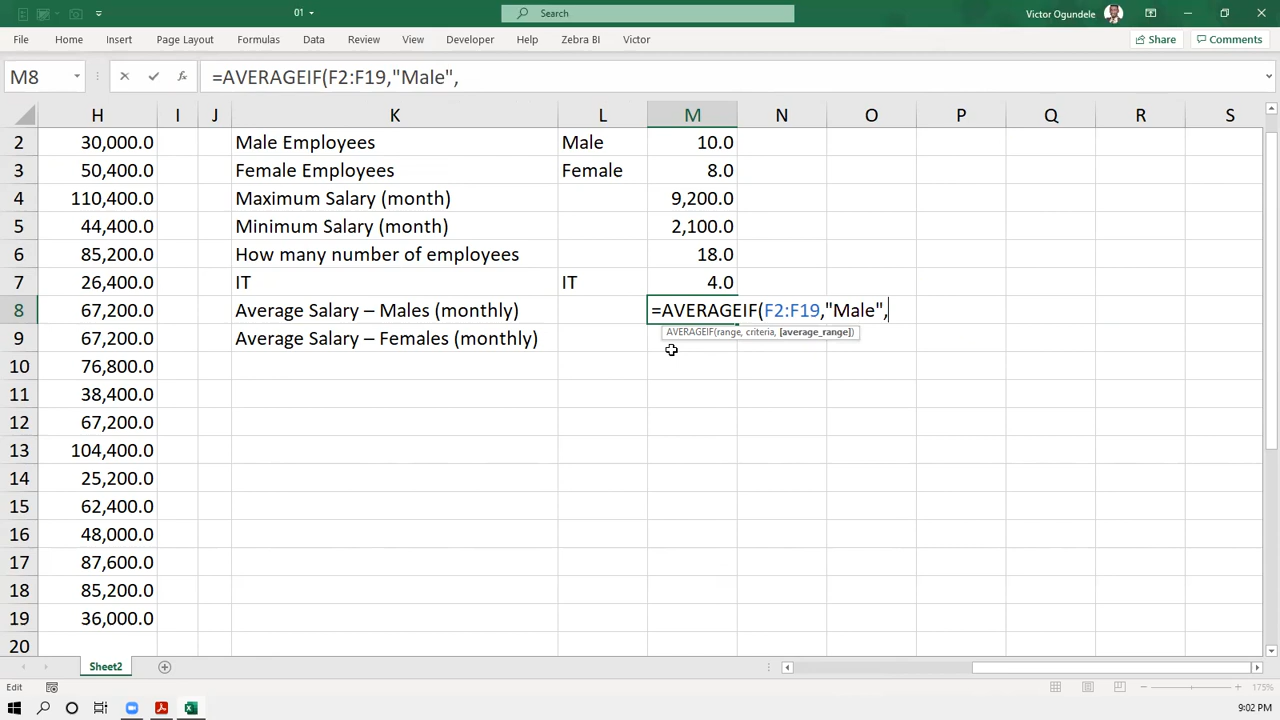 01
Search
Victor Ogundele
File Home Insert Page Layout Formulas Data Review View Developer Help Zebra BI Victor Share Comments
M8 fx =AVERAGEIF(F2:F19,"Male",
H I J K L M N O P Q R S
2 30,000.0 Male Employees Male 10.0
3 50,400.0 Female Employees Female 8.0
4 110,400.0 Maximum Salary (month) 9,200.0
5 44,400.0 Minimum Salary (month) 2,100.0
6 85,200.0 How many number of employees 18.0
7 26,400.0 IT IT 4.0
8 67,200.0 Average Salary – Males (monthly) =AVERAGEIF(F2:F19,"Male",
AVERAGEIF(range, criteria, [average_range])
9 67,200.0 Average Salary – Females (monthly)
10 76,800.0
11 38,400.0
12 67,200.0
13 104,400.0
14 25,200.0
15 62,400.0
16 48,000.0
17 87,600.0
18 85,200.0
19 36,000.0
20
Sheet2
Edit 175%
9:02 PM